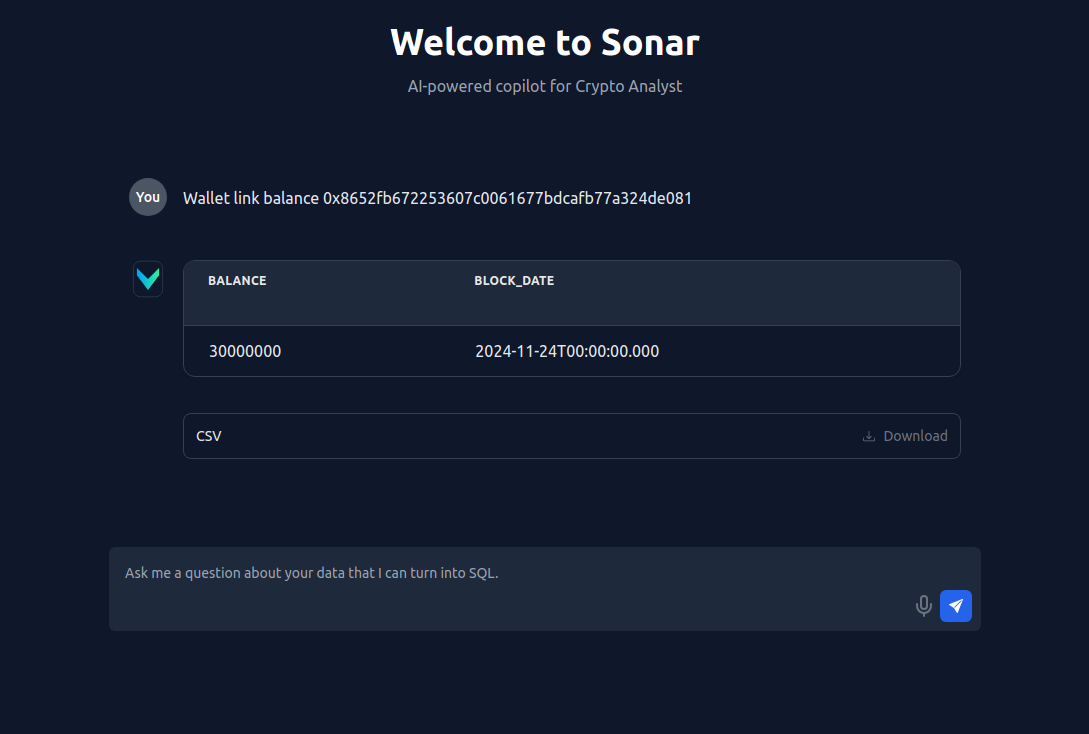 Welcome to Sonar
AI-powered copilot for Crypto Analyst
You
Wallet link balance 0x8652fb672253607c0061677bdcafb77a324de081
BALANCE BLOCK_DATE
30000000 2024-11-24T00:00:00.000
CSV Download
Ask me a question about your data that I can turn into SQL.